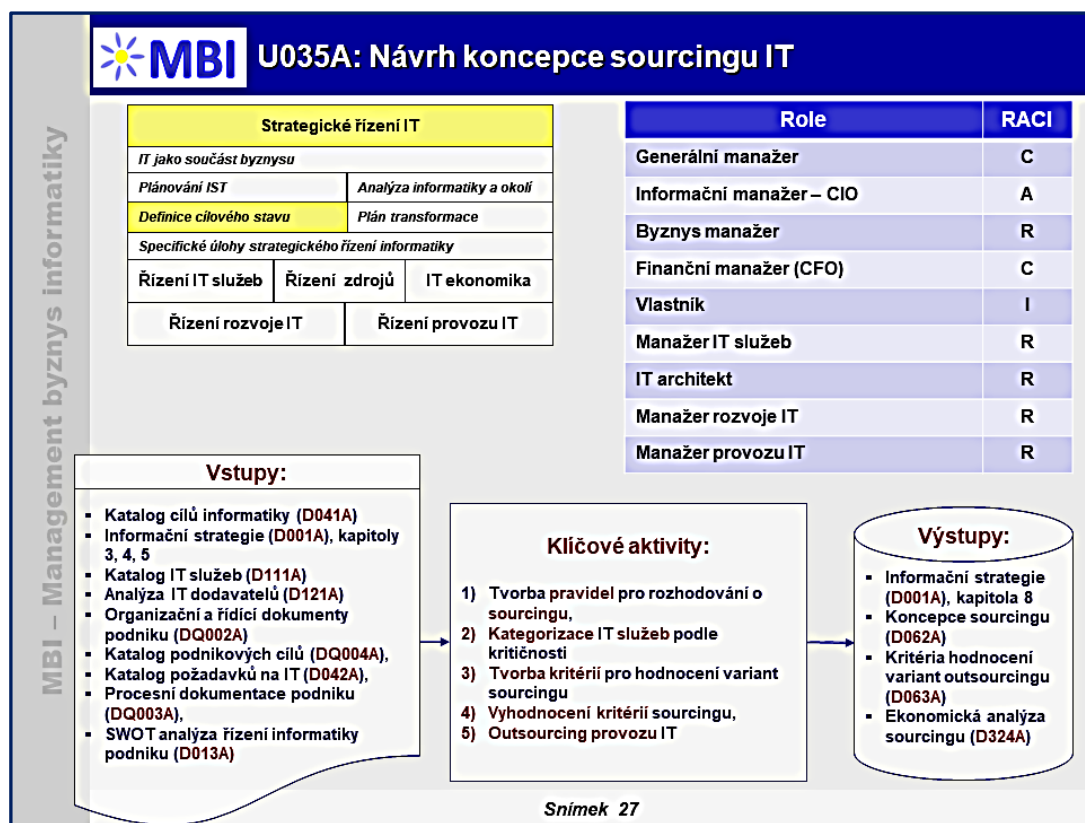 MBI
U035A: Návrh koncepce sourcingu IT
MBI – Management byznys informatiky
Strategické řízení IT
IT jako součást byznysu
Plánování IST
Analýza informatiky a okolí
Definice cílového stavu
Plán transformace
Specifické úlohy strategického řízení informatiky
Řízení IT služeb
Řízení zdrojů
IT ekonomika
Řízení rozvoje IT
Řízení provozu IT
Role RACI
Generální manažer C
Informační manažer – CIO A
Byznys manažer R
Finanční manažer (CFO) C
Vlastník I
Manažer IT služeb R
IT architekt R
Manažer rozvoje IT R
Manažer provozu IT R
Vstupy:
▪ Katalog cílů informatiky (D041A)
▪ Informační strategie (D001A), kapitoly
3, 4, 5
▪ Katalog IT služeb (D111A)
▪ Analýza IT dodavatelů (D121A)
▪ Organizační a řídící dokumenty
podniku (DQ002A)
▪ Katalog podnikových cílů (DQ004A),
▪ Katalog požadavků na IT (D042A),
▪ Procesní dokumentace podniku
(DQ003A),
▪ SWOT analýza řízení informatiky
podniku (D013A)
Klíčové aktivity:
1) Tvorba pravidel pro rozhodování o
sourcingu,
2) Kategorizace IT služeb podle
kritičnosti
3) Tvorba kritérií pro hodnocení variant
sourcingu
4) Vyhodnocení kritérií sourcingu,
5) Outsourcing provozu IT
Výstupy:
▪ Informační strategie
(D001A), kapitola 8
▪ Koncepce sourcingu
(D062A)
▪ Kritéria hodnocení
variant outsourcingu
(D063A)
▪ Ekonomická analýza
sourcingu (D324A)
Snímek 27